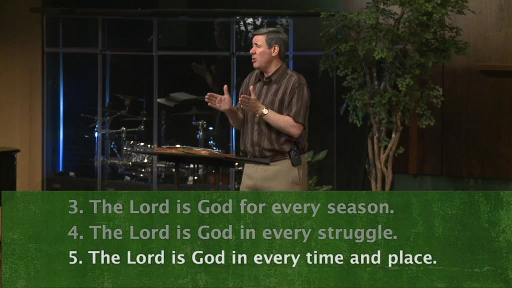 3. The Lord is God for every season.
4. The Lord is God in every struggle.
5. The Lord is God in every time and place.